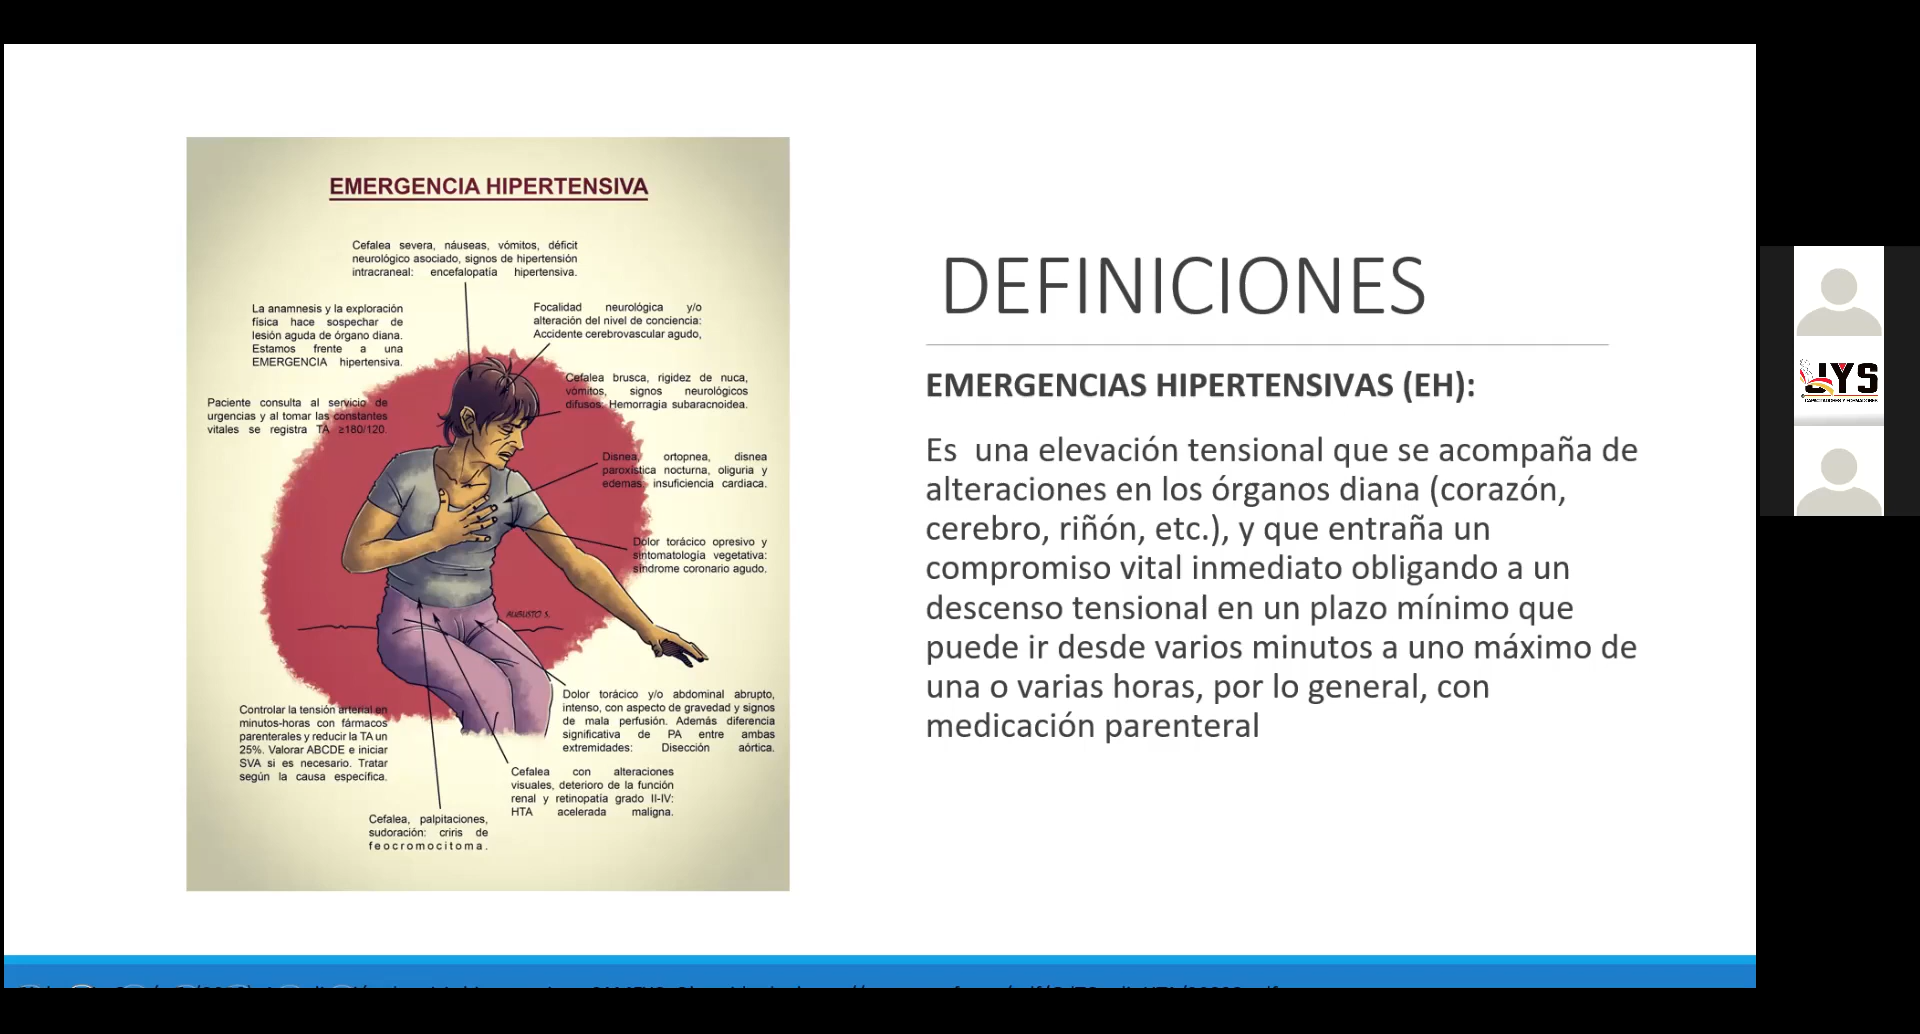 EMERGENCIA HIPERTENSIVA
Cefalea severa, náuseas, vómitos, déficit
neurológico asociado, signos de hipertensión
intracraneal: encefalopatía hipertensiva.
La anamnesis y la exploración
física hace sospechar de
lesión aguda de órgano diana.
Estamos frente a una
EMERGENCIA hipertensiva.
Focalidad neurológica y/o
alteración del nivel de conciencia:
Accidente cerebrovascular agudo,
Cefalea brusca, rigidez de nuca,
vómitos, signos neurológicos
difusos: Hemorragia subaracnoidea.
Paciente consulta al servicio de
urgencias y al tomar las constantes
vitales se registra TA ≥180/120.
Disnea, ortopnea, disnea
paroxística nocturna, oliguria y
edemas: insuficiencia cardiaca.
Dolor torácico opresivo y
sintomatología vegetativa:
síndrome coronario agudo.
AUGUSTO S.
Dolor torácico y/o abdominal abrupto,
intenso, con aspecto de gravedad y signos
de mala perfusión. Además diferencia
significativa de PA entre ambas
extremidades: Disección aórtica.
Controlar la tensión arterial en
minutos-horas con fármacos
parenterales y reducir la TA un
25%. Valorar ABCDE e iniciar
SVA si es necesario. Tratar
según la causa específica.
Cefalea con alteraciones
visuales, deterioro de la función
renal y retinopatía grado II-IV:
HTA acelerada maligna.
Cefalea, palpitaciones,
sudoración: criris de
feocromocitoma.
DEFINICIONES
EMERGENCIAS HIPERTENSIVAS (EH):
Es una elevación tensional que se acompaña de
alteraciones en los órganos diana (corazón,
cerebro, riñón, etc.), y que entraña un
compromiso vital inmediato obligando a un
descenso tensional en un plazo mínimo que
puede ir desde varios minutos a uno máximo de
una o varias horas, por lo general, con
medicación parenteral
JYS